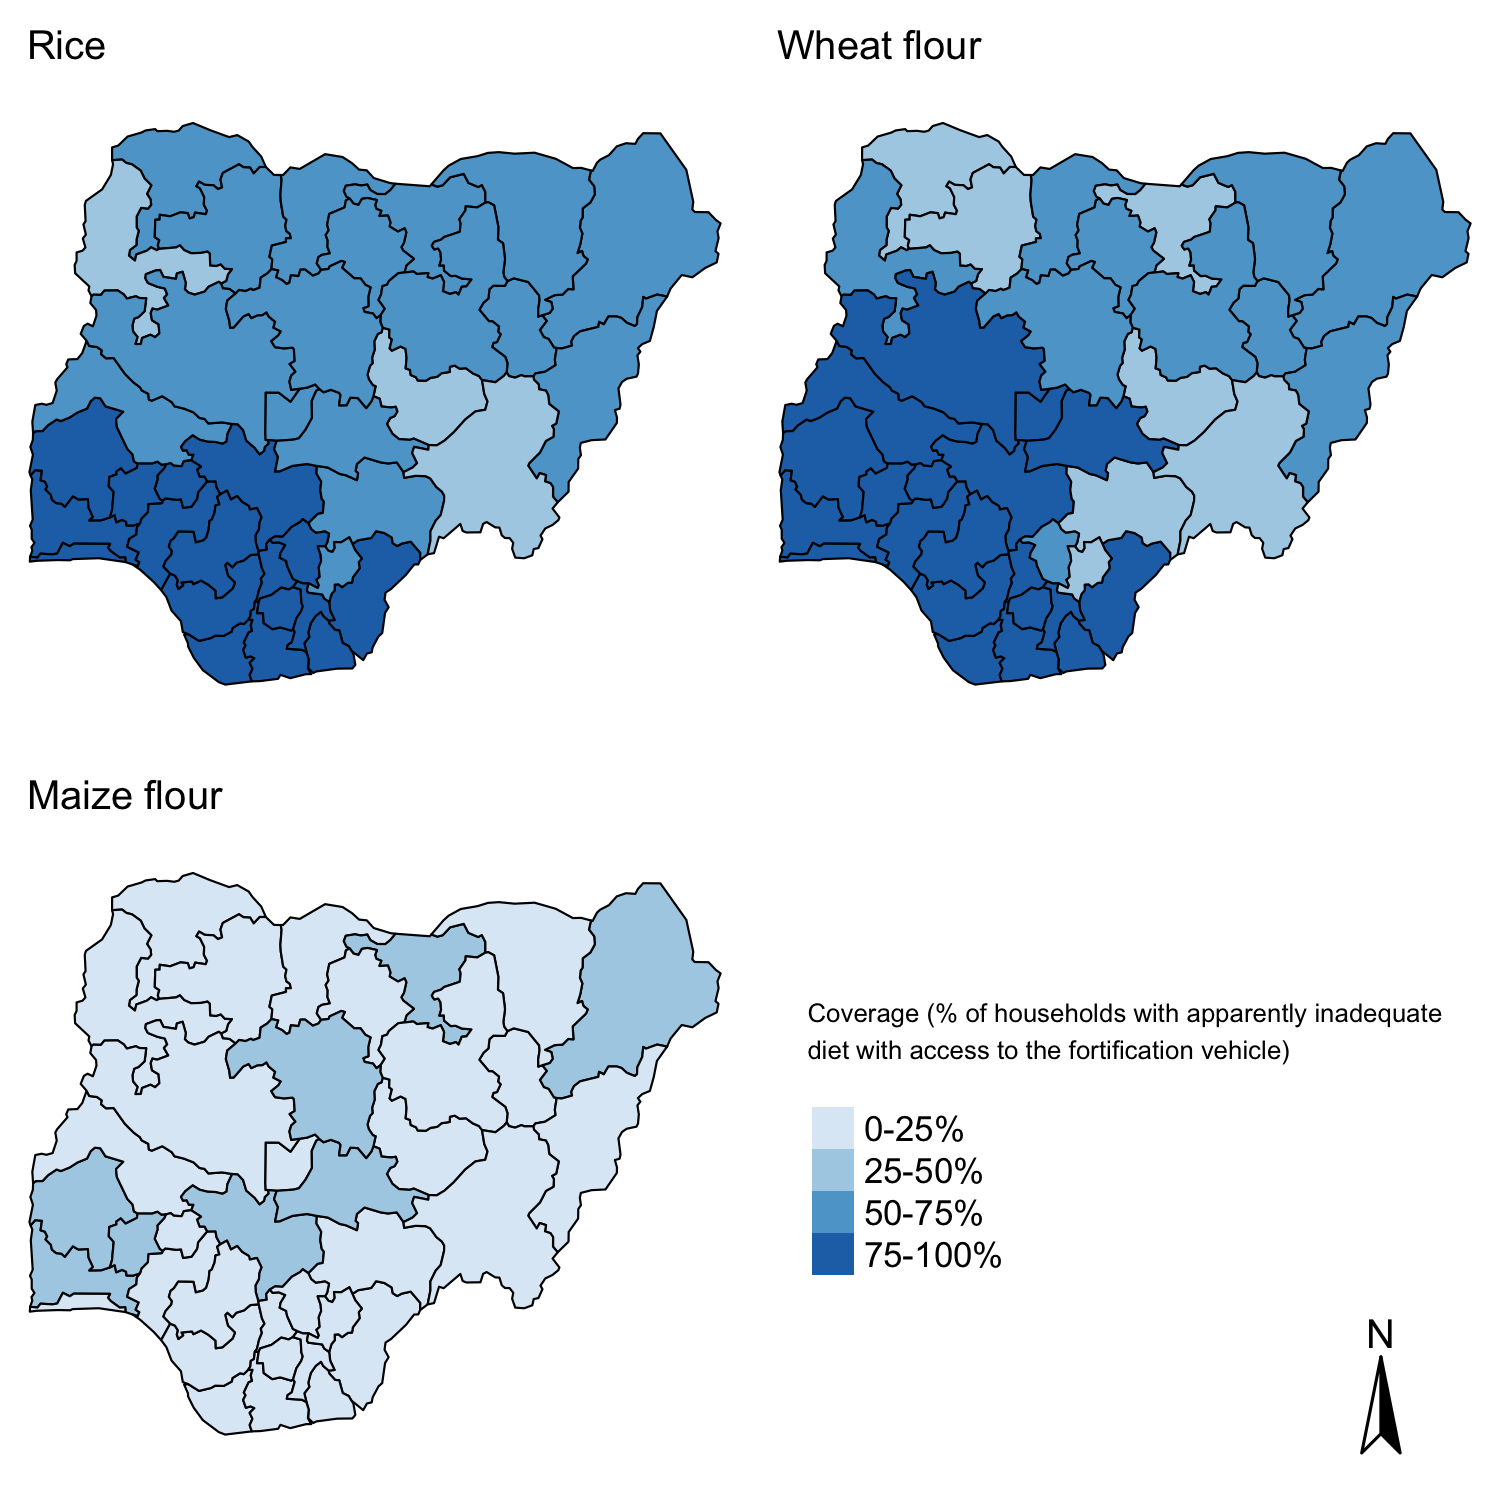 Rice
Wheat flour
Maize flour
Coverage (% of households with apparently inadequate
diet with access to the fortification vehicle)
0-25%
25-50%
50-75%
75-100%
N